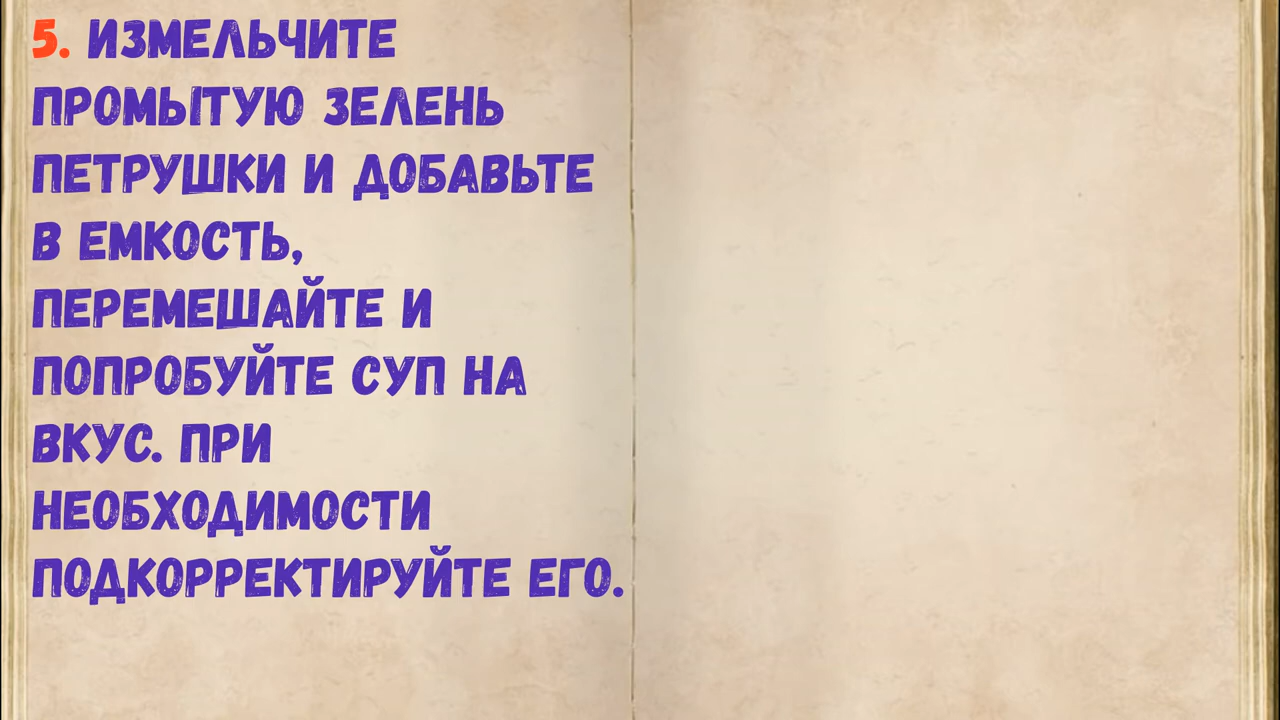 5. ИЗМЕЛЬЧИТЕ
ПРОМЫТУЮ ЗЕЛЕНЬ
ПЕТРУШКИ И ДОБАВЬТЕ
В ЕМКОСТЬ,
ПЕРЕМЕШАЙТЕ И
ПОПРОБУЙТЕ СУП НА
ВКУС. ПРИ
НЕОБХОДИМОСТИ
ПОДКОРРЕКТИРУЙТЕ ЕГО.